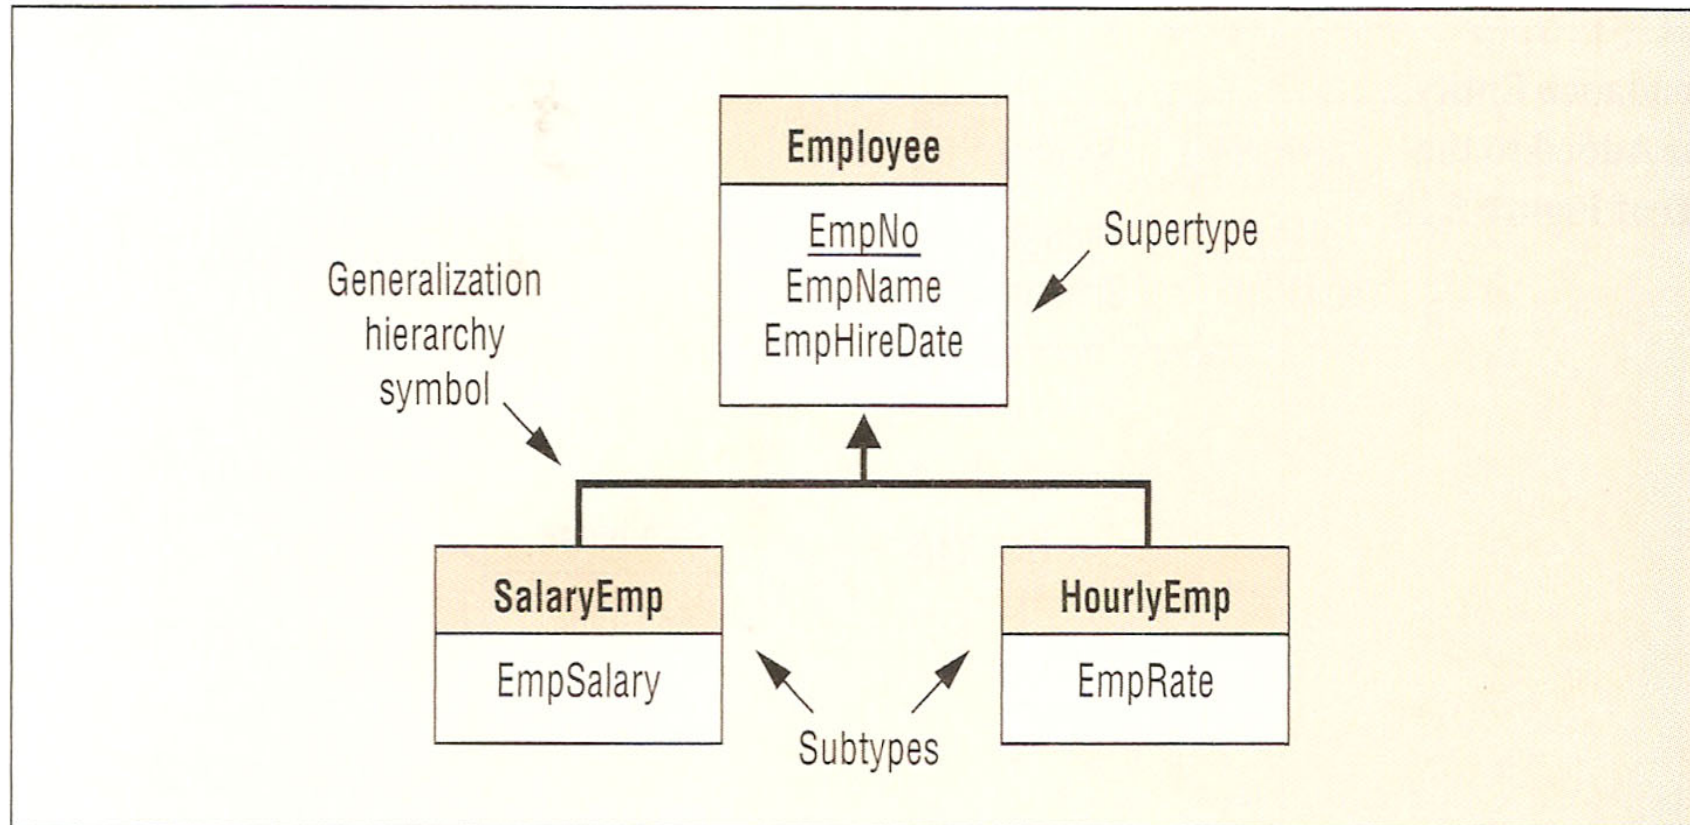 Employee
EmpNo
EmpName
EmpHireDate
Supertype
Generalization
hierarchy
symbol
SalaryEmp
EmpSalary
HourlyEmp
EmpRate
Subtypes